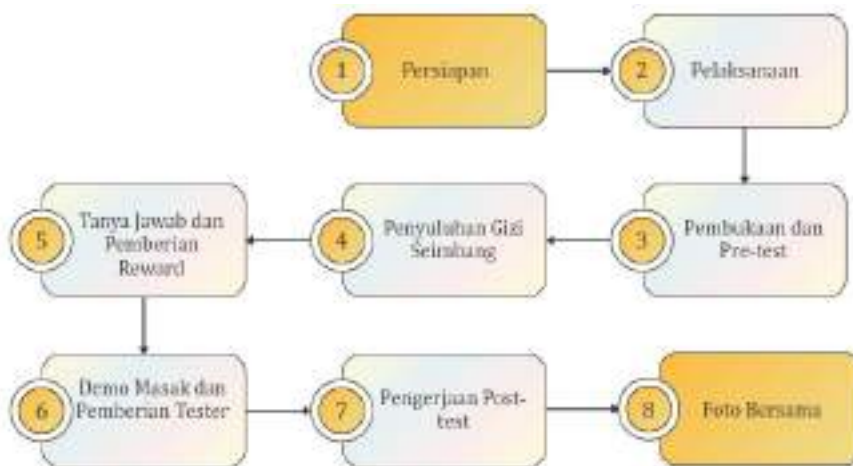 1
Persiapan
2
Pelaksanaan
3
Pembukaan dan
Pre-test
4
Penyuluhan Gizi
Seimbang
5
Tanya Jawab dan
Pemberian
Reward
6
Demo Masak dan
Pemberian Tester
7
Pengerjaan Post-
test
8
Foto Bersama